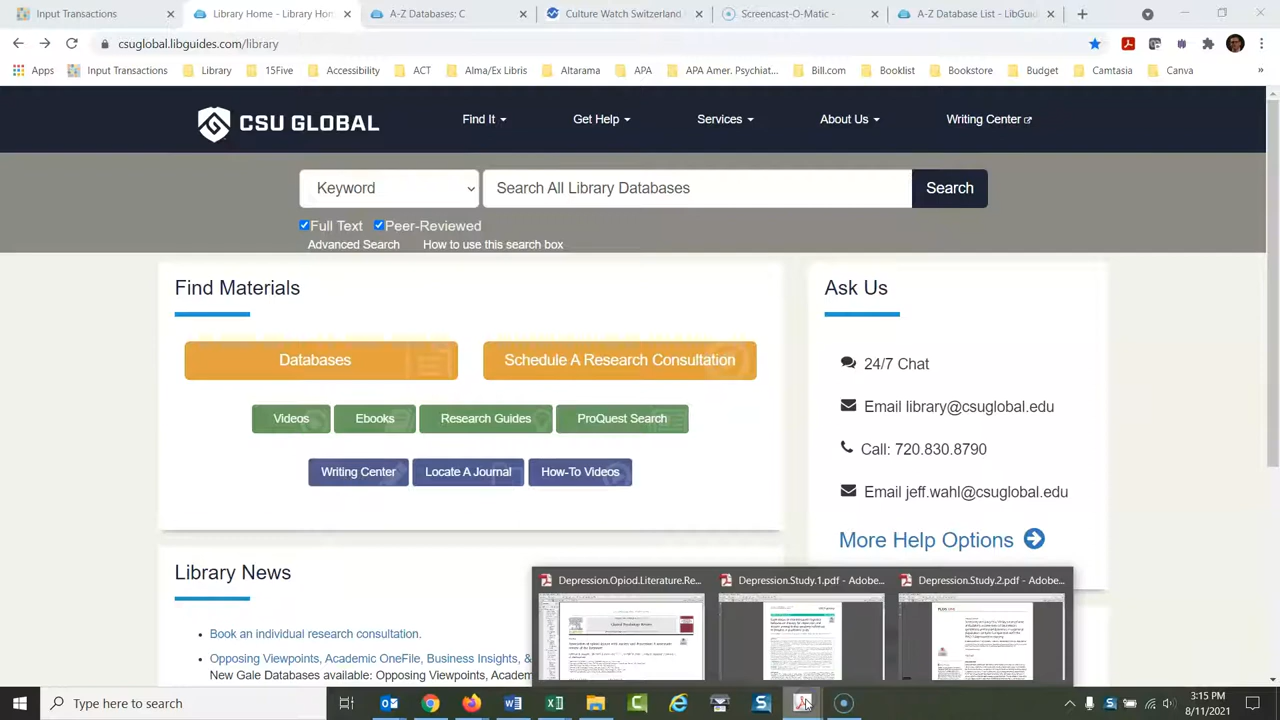 Input Transactions
Library Home - Library Hom
A-Z Databases: C
Culture Watch Switzerland
Screencast-O-Matic -
A-Z Database List - LibGui
csuglobal.libguides.com/library
Apps
Input Transactions
Library
15Five
Accessibility
ACT
Alma/Ex Libris
Altarama
APA
APA Amer. Psychiat...
Bill.com
Booklist
Bookstore
Budget
Camtasia
Canva
»
CSU GLOBAL
Find It
Get Help
Services
About Us
Writing Center
Keyword
Search All Library Databases
Search
Full Text
Peer-Reviewed
Advanced Search
How to use this search box
Find Materials
Databases
Schedule A Research Consultation
Videos
Ebooks
Research Guides
ProQuest Search
Writing Center
Locate A Journal
How-To Videos
Ask Us
24/7 Chat
Email library@csuglobal.edu
Call: 720.830.8790
Email jeff.wahl@csuglobal.edu
More Help Options
Library News
Book an individual research consultation.
Opposing Viewpoints, Academic OneFile, Business Insights, &
New Gale Databases available: Opposing Viewpoints, Academ
Depression.Opiod.Literature.Re...
Depression.Study.1.pdf - Adobe...
Depression.Study.2.pdf - Adobe...
PLOS ONE
Type here to search
3:15 PM
8/11/2021